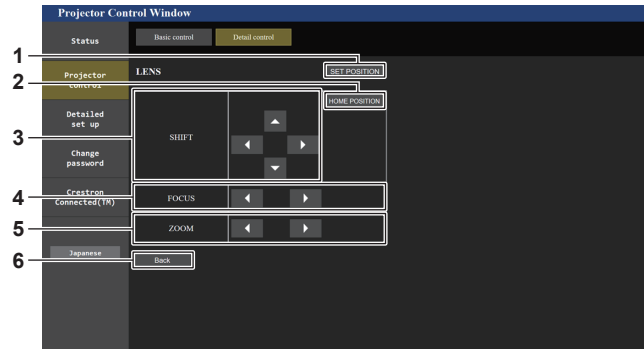 Projector Control Window
Status
Basic control
Detail control
1
LENS
SET POSITION
2
Projector
control
HOME POSITION
Detailed
set up
3
SHIFT
Change
password
4
Crestron
Connected(TM)
FOCUS
5
ZOOM
Japanese
6
Back